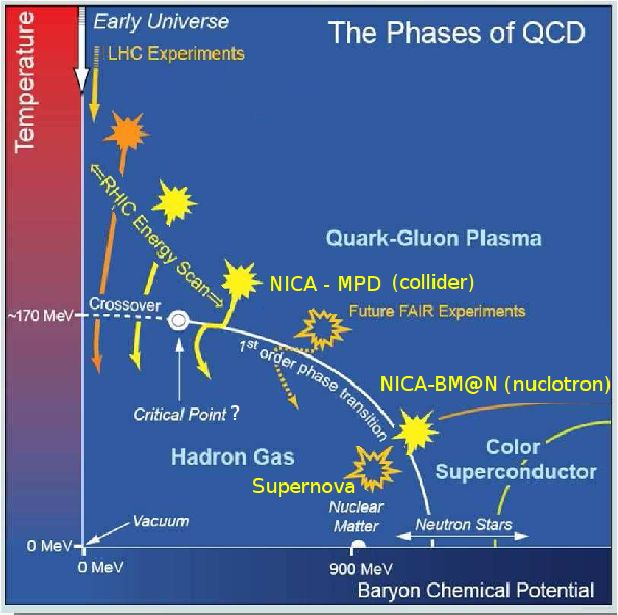 The Phases of QCD
Early Universe
LHC Experiments
Temperature
⇐RHIC Energy Scan⇒
Quark-Gluon Plasma
NICA - MPD (collider)
Crossover
~170 MeV
Future FAIR Experiments
1st order phase transition
NICA-BM@N (nuclotron)
Critical Point ?
Hadron Gas
Color
Superconductor
Supernova
Nuclear
Matter
Neutron Stars
Vacuum
0 MeV
0 MeV
900 MeV
Baryon Chemical Potential